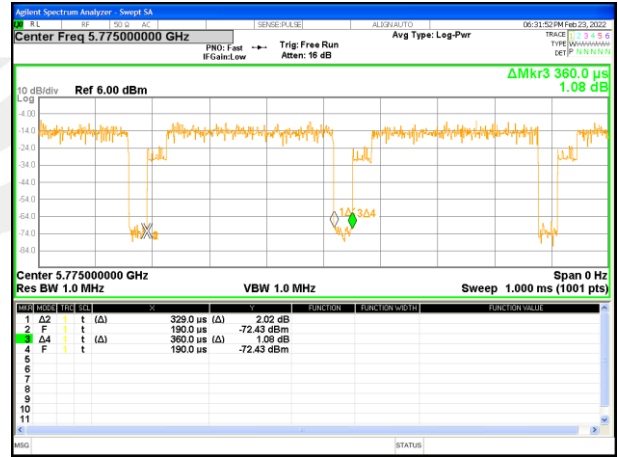 Agilent Spectrum Analyzer - Swept SA
RL RF 50 Ω AC SENSE:PULSE ALIGNAUTO 06:31:52 PM Feb 23, 2022
Center Freq 5.775000000 GHz Avg Type: Log-Pwr TRACE 1 2 3 4 5 6
PNO: Fast Trig: Free Run TYPE
IFGain:Low Atten: 16 dB DET P N N N N N
ΔMkr3 360.0 µs
10 dB/div Ref 6.00 dBm 1.08 dB
Log
-4.00
-14.0
-24.0
-34.0
-44.0
-54.0
-64.0
1Δ2 3Δ4
-74.0
-84.0
Center 5.775000000 GHz Span 0 Hz
Res BW 1.0 MHz VBW 1.0 MHz Sweep 1.000 ms (1001 pts)
MKR MODE TRC SCL X Y FUNCTION FUNCTION WIDTH FUNCTION VALUE
1 Δ2 1 t (Δ) 329.0 µs (Δ) 2.02 dB
2 F 1 t 190.0 µs -72.43 dBm
3 Δ4 1 t (Δ) 360.0 µs (Δ) 1.08 dB
4 F 1 t 190.0 µs -72.43 dBm
5
6
7
8
9
10
11
MSG STATUS